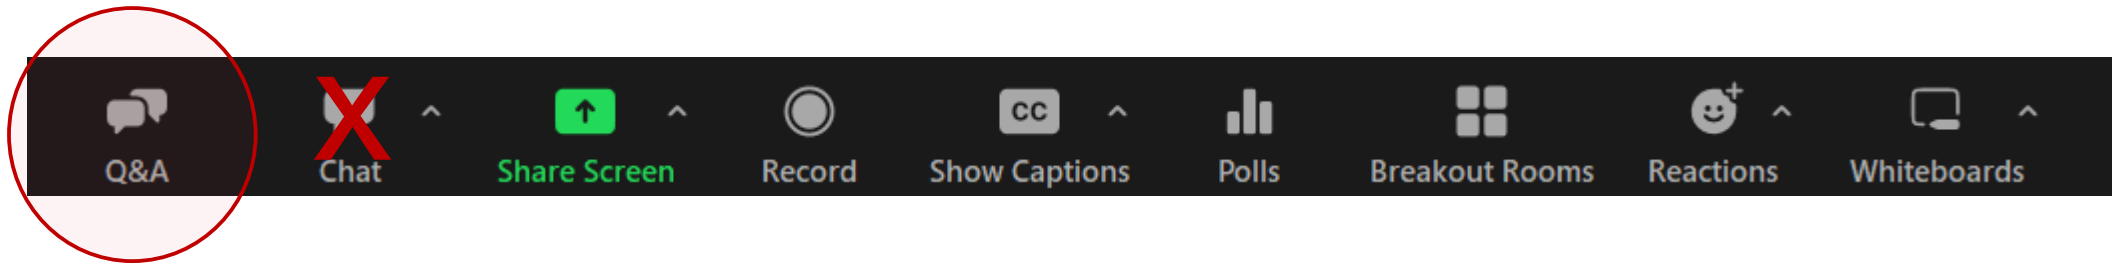 Q&A
X
Chat
Share Screen
Record
CC
Show Captions
Polls
Breakout Rooms
Reactions
Whiteboards